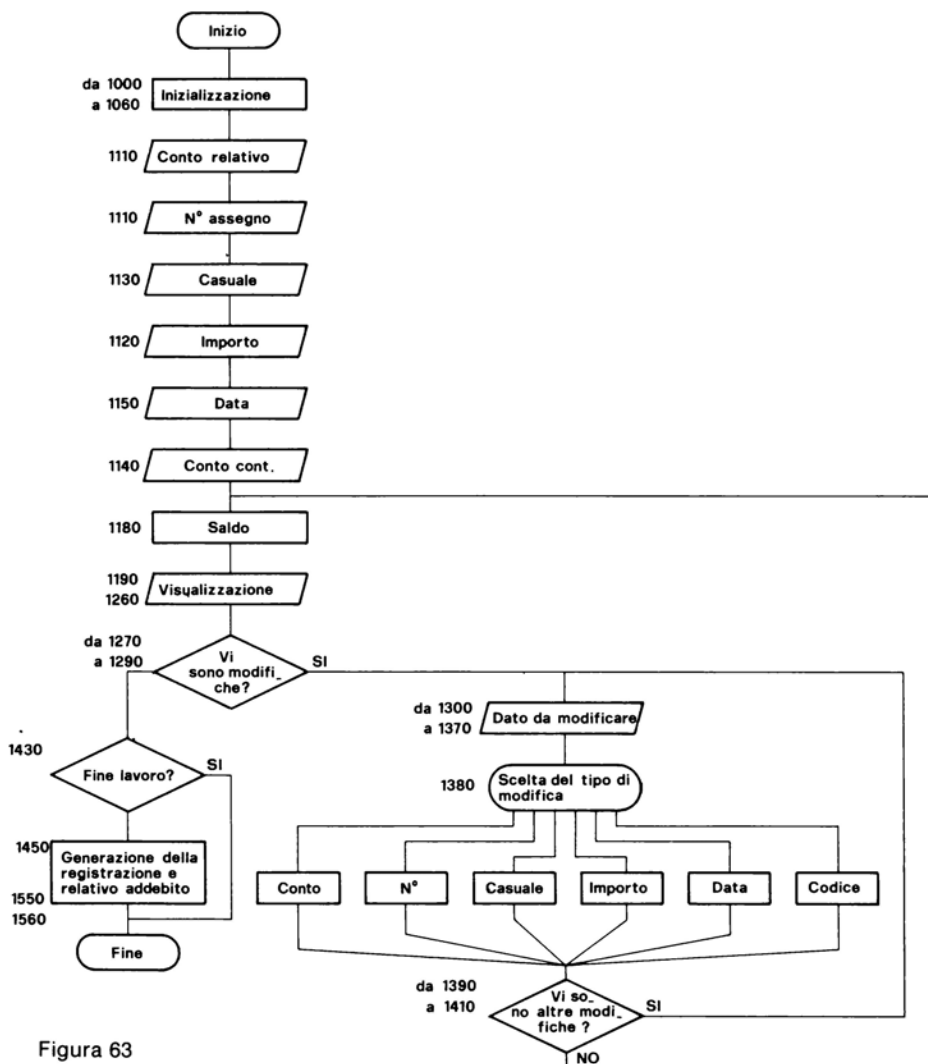 Inizio
da 1000
a 1060
Inizializzazione
1110
Conto relativo
1110
N° assegno
1130
Casuale
1120
Importo
1150
Data
1140
Conto cont.
1180
Saldo
1190
1260
Visualizzazione
da 1270
a 1290
Vi
sono modifi_
che?
SI
da 1300
a 1370
Dato da modificare
1430
Fine lavoro?
SI
1380
Scelta del tipo di
modifica
1450
Generazione della
registrazione e
relativo addebito
1550
1560
Conto
N°
Casuale
Importo
Data
Codice
Fine
da 1390
a 1410
Vi so_
no altre modi_
fiche ?
SI
NO
Figura 63